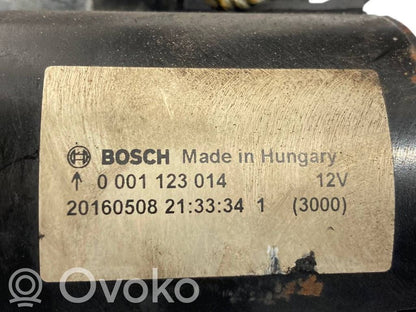 BOSCH Made in Hungary
↑ 0 001 123 014 12V
20160508 21:33:34 1 (3000)
Ovoko